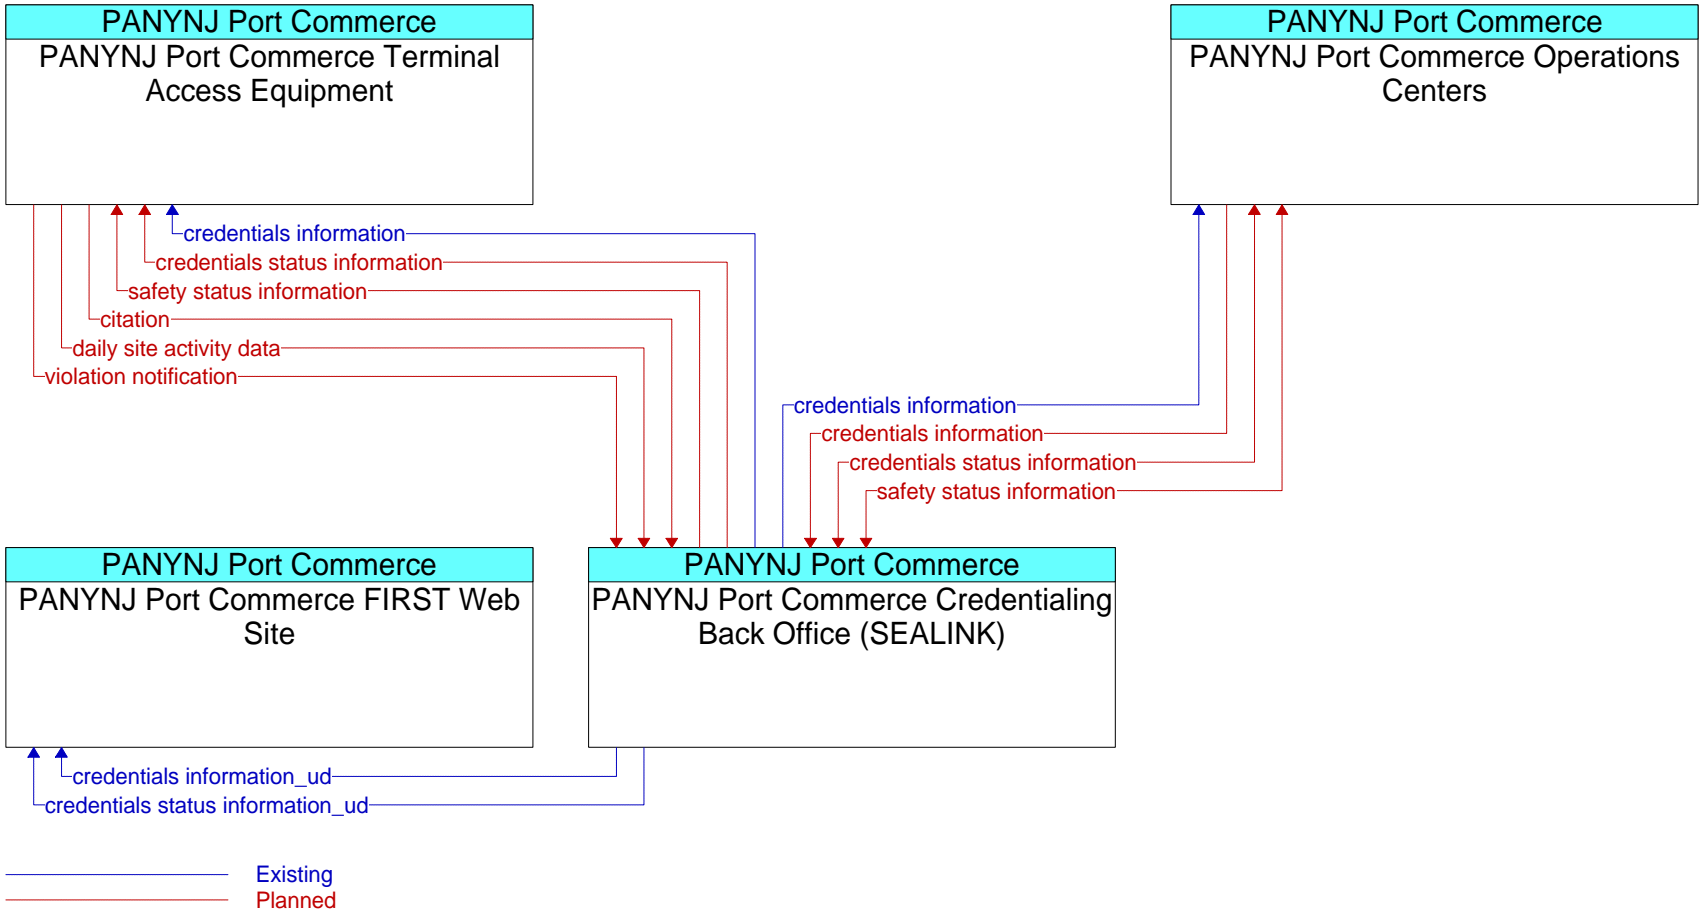 PANYNJ Port Commerce
PANYNJ Port Commerce Terminal
Access Equipment
PANYNJ Port Commerce
PANYNJ Port Commerce Operations
Centers
credentials information
credentials status information
safety status information
citation
daily site activity data
violation notification
credentials information
credentials information
credentials status information
safety status information
PANYNJ Port Commerce
PANYNJ Port Commerce FIRST Web
Site
PANYNJ Port Commerce
PANYNJ Port Commerce Credentialing
Back Office (SEALINK)
credentials information_ud
credentials status information_ud
Existing
Planned